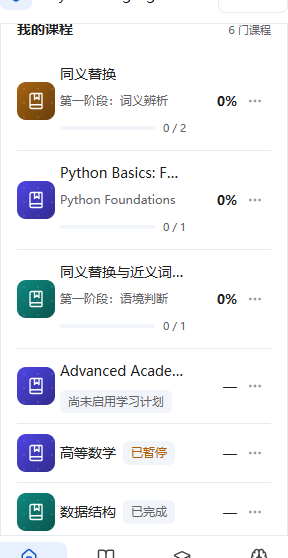 我的课程
6 门课程
同义替换
第一阶段：词义辨析
0%
0 / 2
Python Basics: F...
Python Foundations
0%
0 / 1
同义替换与近义词...
第一阶段：语境判断
0%
0 / 1
Advanced Acade...
尚未启用学习计划
—
高等数学 已暂停
—
数据结构 已完成
—